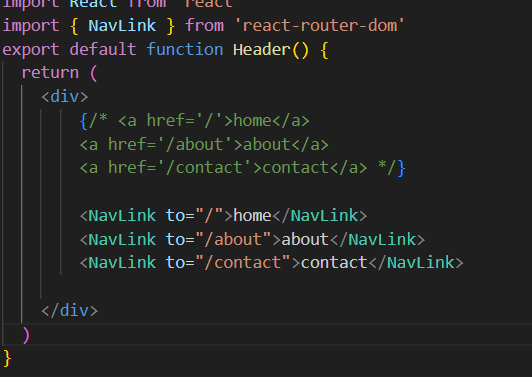 import React from 'react'
import { NavLink } from 'react-router-dom'
export default function Header() {
return (
<div>
{/* <a href='/'>home</a>
<a href='/about'>about</a>
<a href='/contact'>contact</a> */}
<NavLink to="/">home</NavLink>
<NavLink to="/about">about</NavLink>
<NavLink to="/contact">contact</NavLink>
</div>
)
}